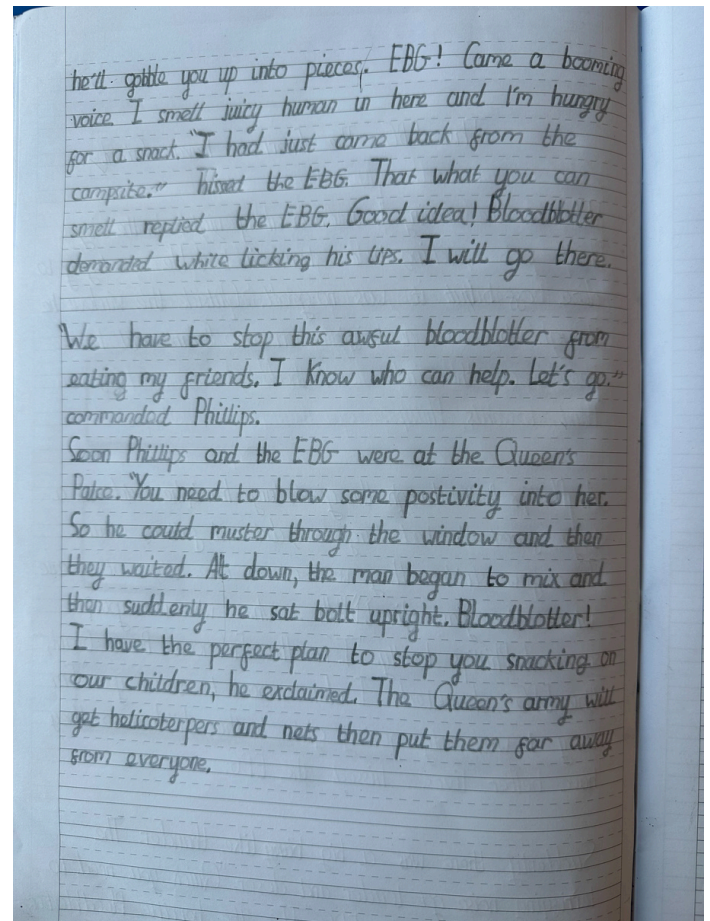 he'll gobble you up into pieces. EBG! Came a booming
voice I smell juicy human in here and I'm hungry
for a snack. "I had just come back from the
campsite." hissed the EBG. That what you can
smell replied the EBG. Good idea! Bloodblotter
demanded while licking his lips. I will go there.
"We have to stop this awful bloodblotter from
eating my friends. I know who can help. Let's go."
commanded Phillips.
Soon Phillips and the EBG were at the Queen's
Palce. "You need to blow some postivity into her.
So he could muster through the window and then
they waited. At down, the man began to mix and
then suddenly he sat bolt upright. Bloodblotter!
I have the perfect plan to stop you snacking on
our children, he exclaimed. The Queen's army will
get helicoterpers and nets then put them far away
from everyone.